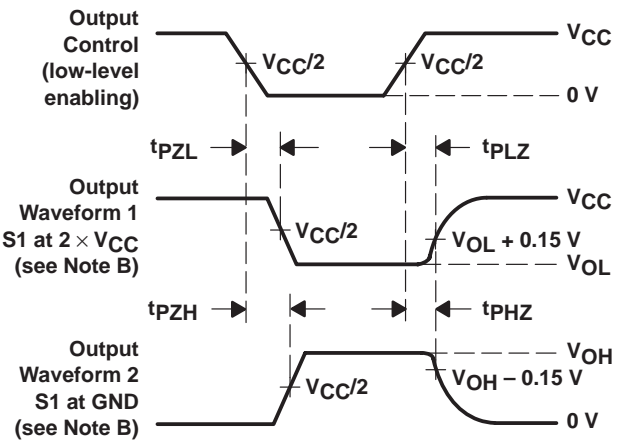 Output
Control
(low-level
enabling)
VCC/2
VCC/2
VCC
0 V
tPZL
tPLZ
Output
Waveform 1
S1 at 2 × VCC
(see Note B)
VCC/2
VCC
VOL + 0.15 V
VOL
tPZH
tPHZ
Output
Waveform 2
S1 at GND
(see Note B)
VCC/2
VOH
VOH – 0.15 V
0 V